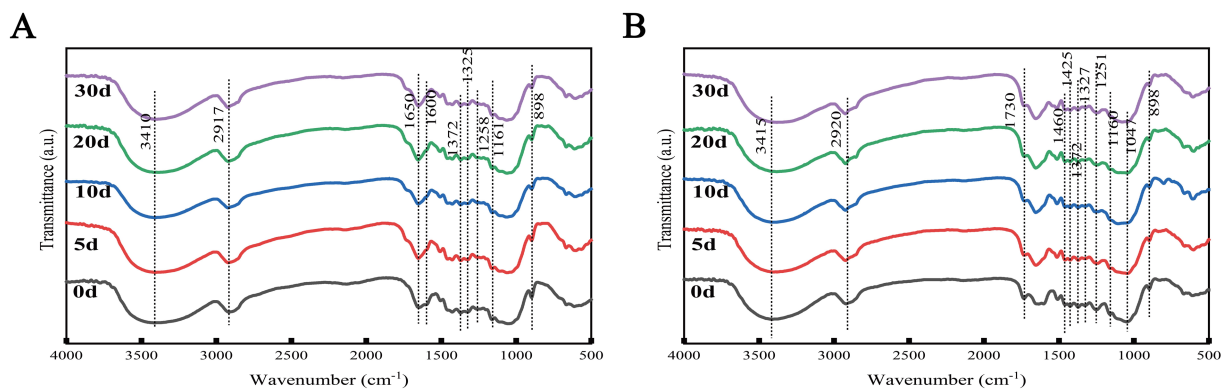 A
B
30d
20d
10d
5d
0d
3410
2917
1650
1600
1372
1325
1258
1161
898
Transmittance (a.u.)
4000
3500
3000
2500
2000
1500
1000
500
Wavenumber (cm⁻¹)
30d
20d
10d
5d
0d
3415
2920
1730
1460
1425
1372
1327
1251
1160
1047
898
Transmittance (a.u.)
4000
3500
3000
2500
2000
1500
1000
500
Wavenumber (cm⁻¹)